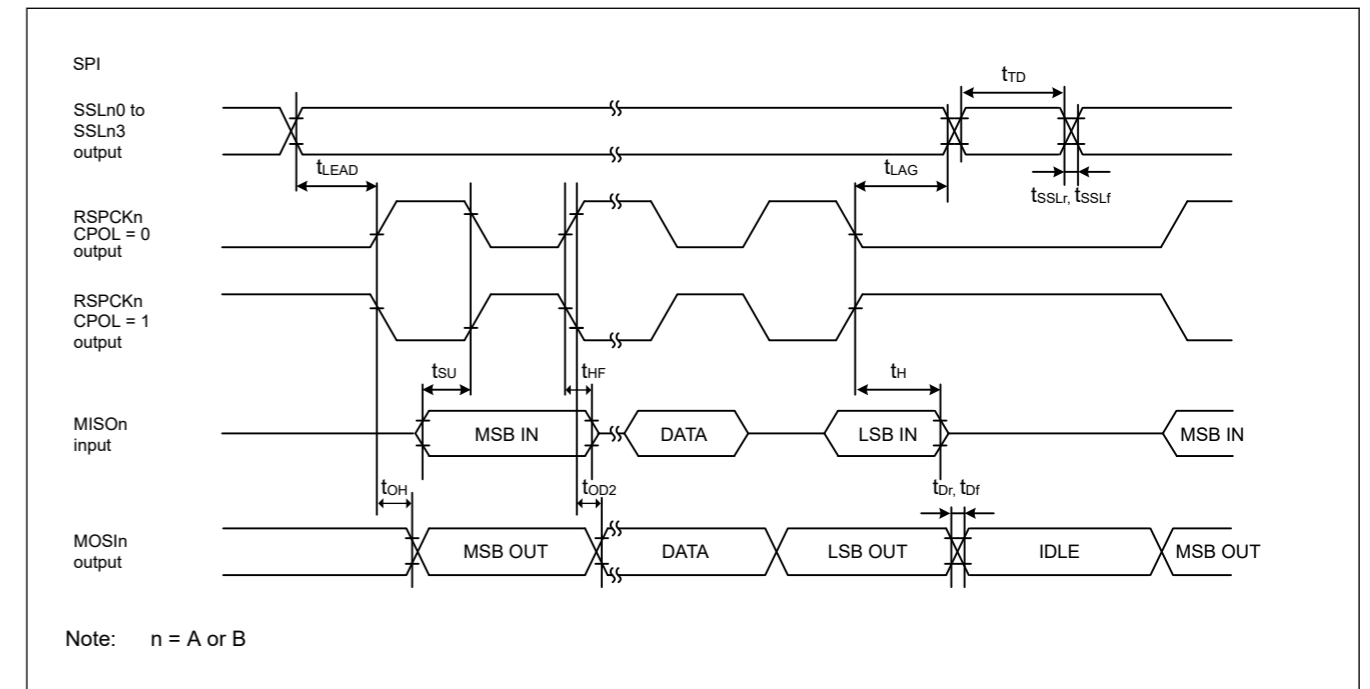 SPI
tTD
SSLn0 to
SSLn3
output
tLEAD
tLAG
tSSLr, tSSLf
RSPCKn
CPOL = 0
output
RSPCKn
CPOL = 1
output
tSU
tHF
tH
MISOn
input
MSB IN
DATA
LSB IN
MSB IN
tOH
tOD2
tDr, tDf
MOSIn
output
MSB OUT
DATA
LSB OUT
IDLE
MSB OUT
Note: n = A or B